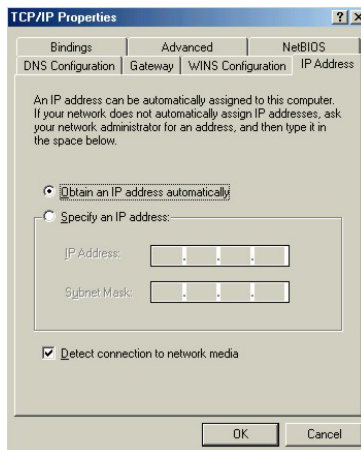 TCP/IP Properties
Bindings Advanced NetBIOS
DNS Configuration Gateway WINS Configuration IP Address
An IP address can be automatically assigned to this computer.
If your network does not automatically assign IP addresses, ask
your network administrator for an address, and then type it in
the space below.
Obtain an IP address automatically
Specify an IP address:
IP Address:
. . .
Subnet Mask:
. . .
Detect connection to network media
OK Cancel